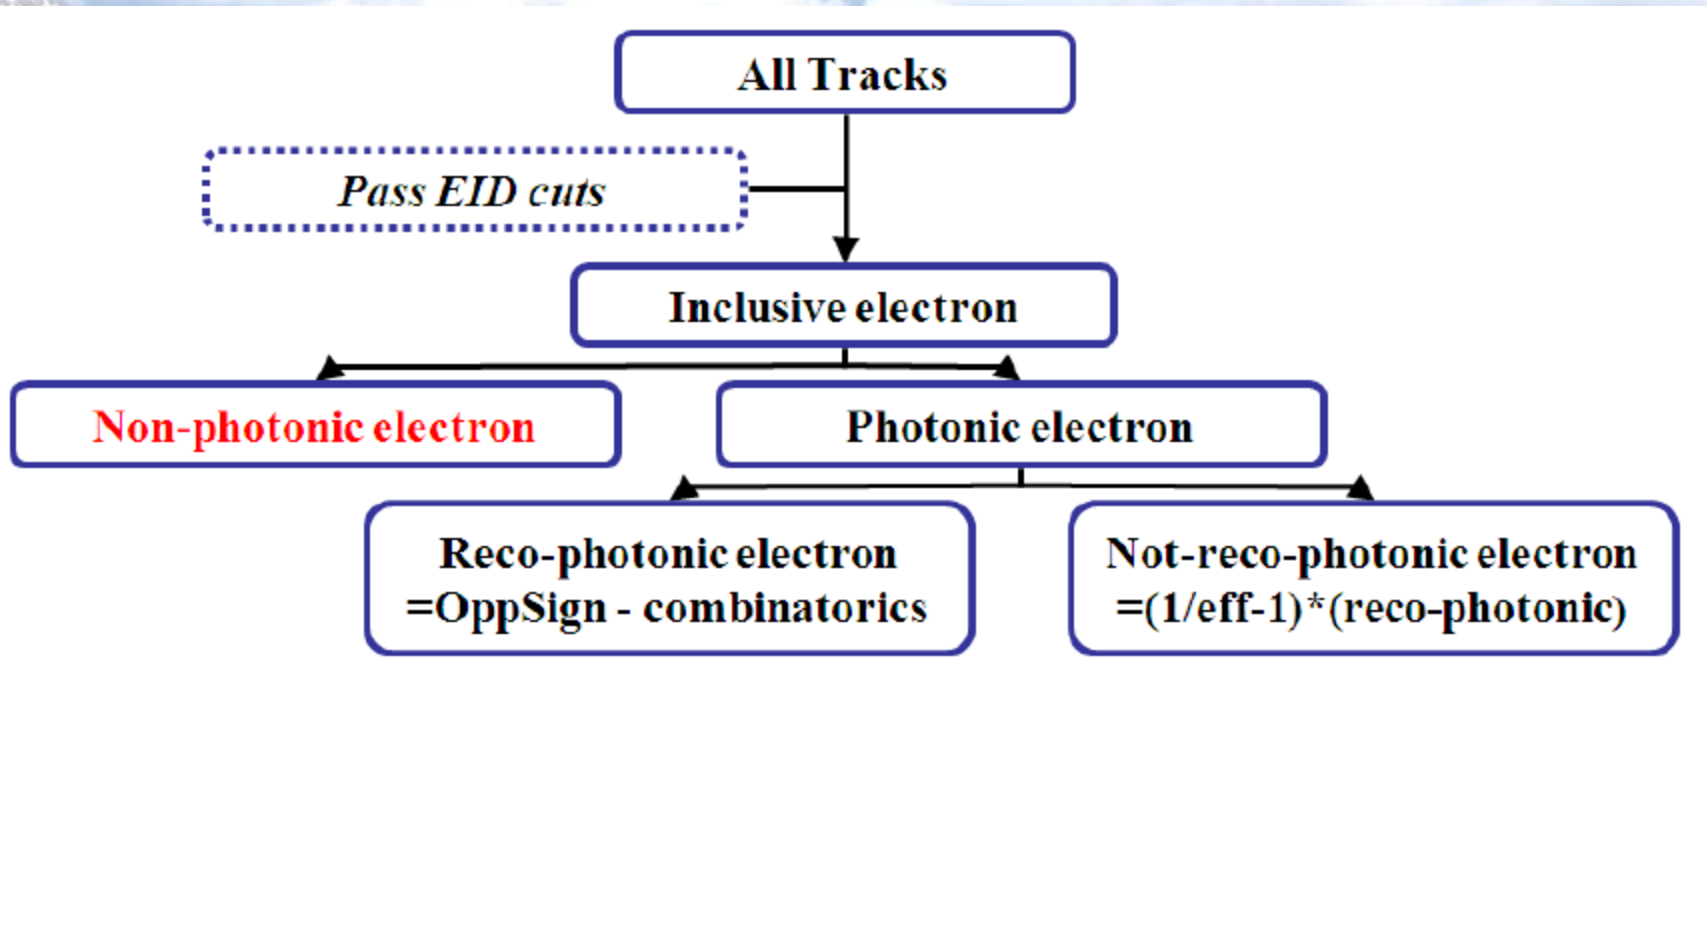 All Tracks
Pass EID cuts
Inclusive electron
Non-photonic electron
Photonic electron
Reco-photonic electron
=OppSign - combinatorics
Not-reco-photonic electron
=(1/eff-1)*(reco-photonic)